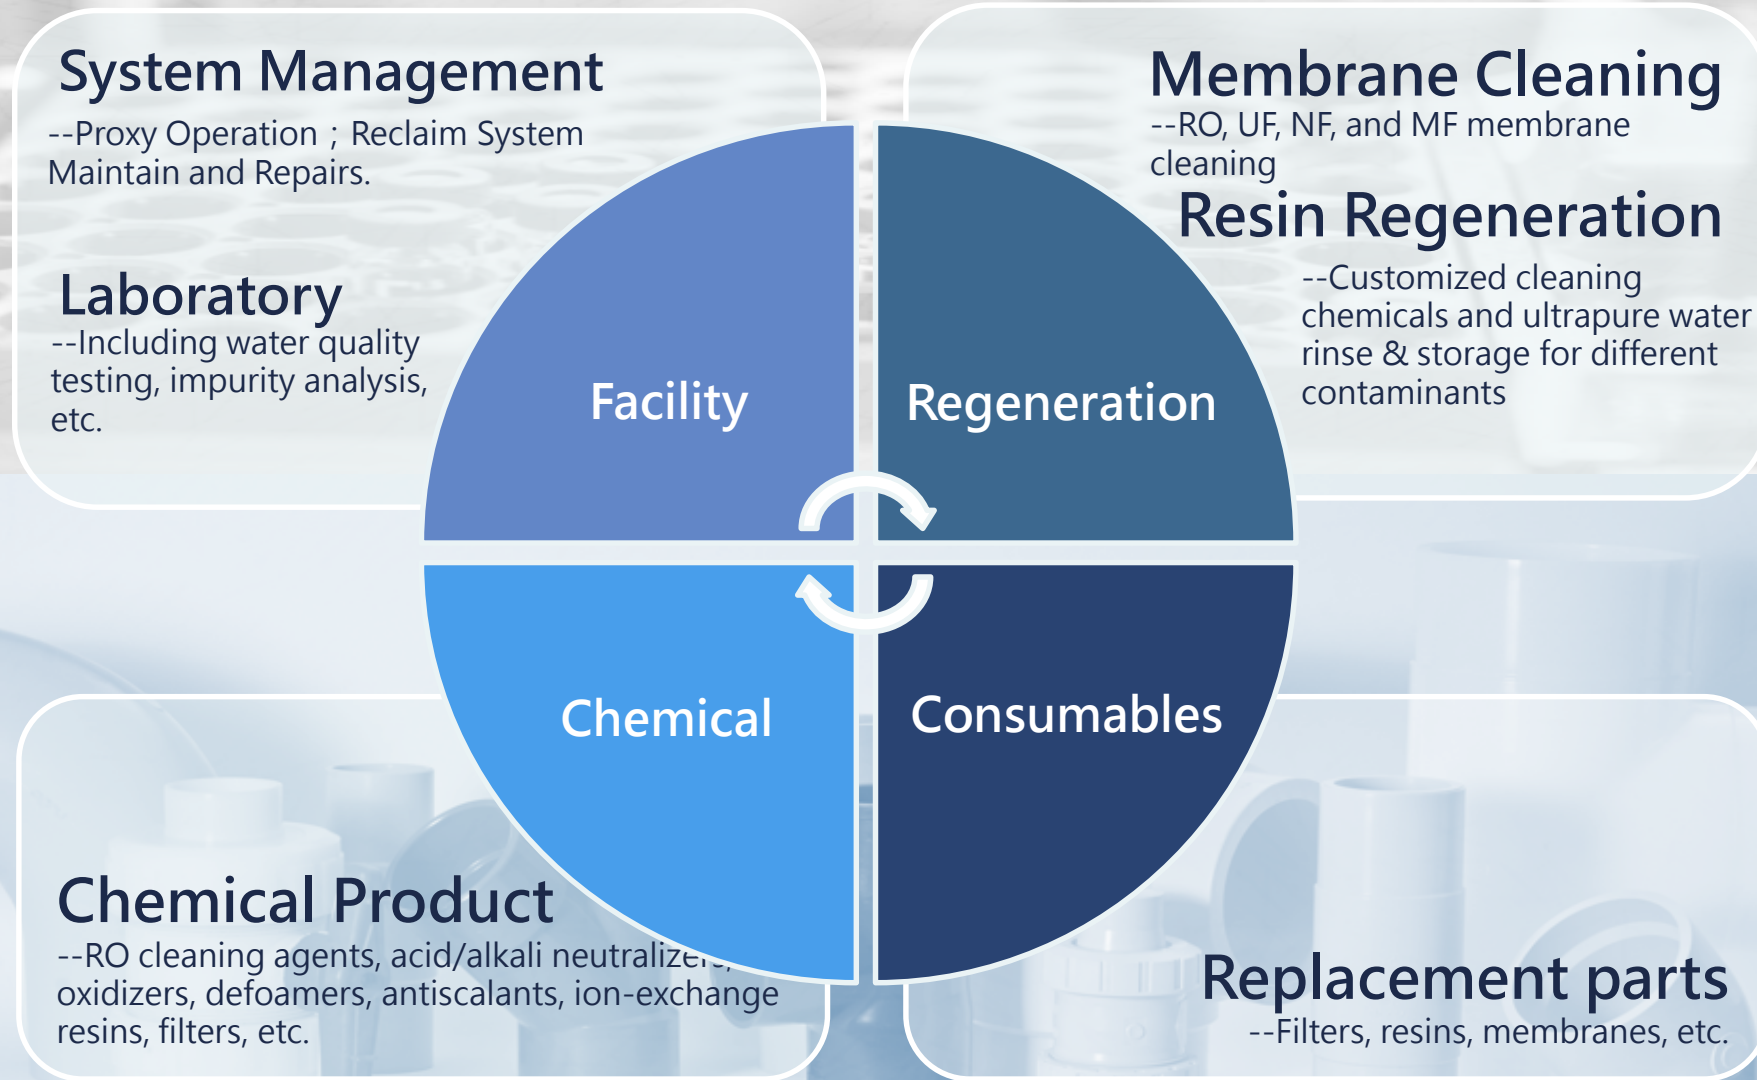 System Management
--Proxy Operation；Reclaim System
Maintain and Repairs.
Laboratory
--Including water quality
testing, impurity analysis,
etc.
Membrane Cleaning
--RO, UF, NF, and MF membrane
cleaning
Resin Regeneration
--Customized cleaning
chemicals and ultrapure water
rinse & storage for different
contaminants
Facility
Regeneration
Chemical
Consumables
Chemical Product
--RO cleaning agents, acid/alkali neutralizers,
oxidizers, defoamers, antiscalants, ion-exchange
resins, filters, etc.
Replacement parts
--Filters, resins, membranes, etc.